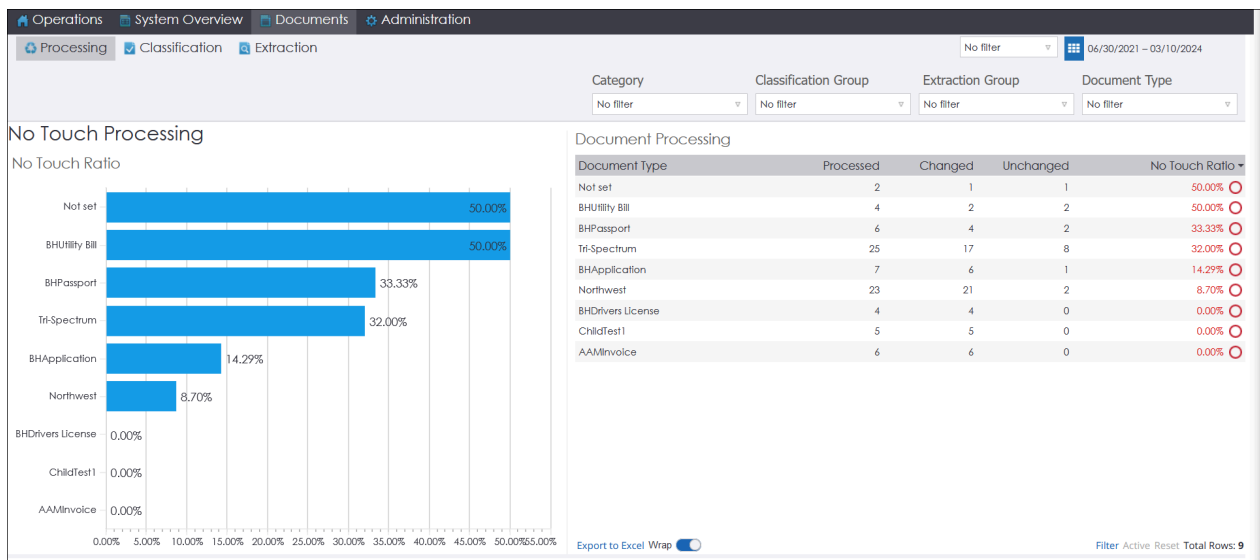 Operations System Overview Documents Administration
Processing Classification Extraction No filter 06/30/2021 – 03/10/2024
Category Classification Group Extraction Group Document Type
No filter No filter No filter No filter
No Touch Processing
No Touch Ratio
Not set 50.00%
BHUtility Bill 50.00%
BHPassport 33.33%
Tri-Spectrum 32.00%
BHApplication 14.29%
Northwest 8.70%
BHDrivers License 0.00%
ChildTest1 0.00%
AAMInvoice 0.00%
0.00% 5.00% 10.00% 15.00% 20.00% 25.00% 30.00% 35.00% 40.00% 45.00% 50.00% 55.00%
Document Processing
Document Type Processed Changed Unchanged No Touch Ratio
Not set 2 1 1 50.00%
BHUtility Bill 4 2 2 50.00%
BHPassport 6 4 2 33.33%
Tri-Spectrum 25 17 8 32.00%
BHApplication 7 6 1 14.29%
Northwest 23 21 2 8.70%
BHDrivers License 4 4 0 0.00%
ChildTest1 5 5 0 0.00%
AAMInvoice 6 6 0 0.00%
Export to Excel Wrap Filter Active Reset Total Rows: 9